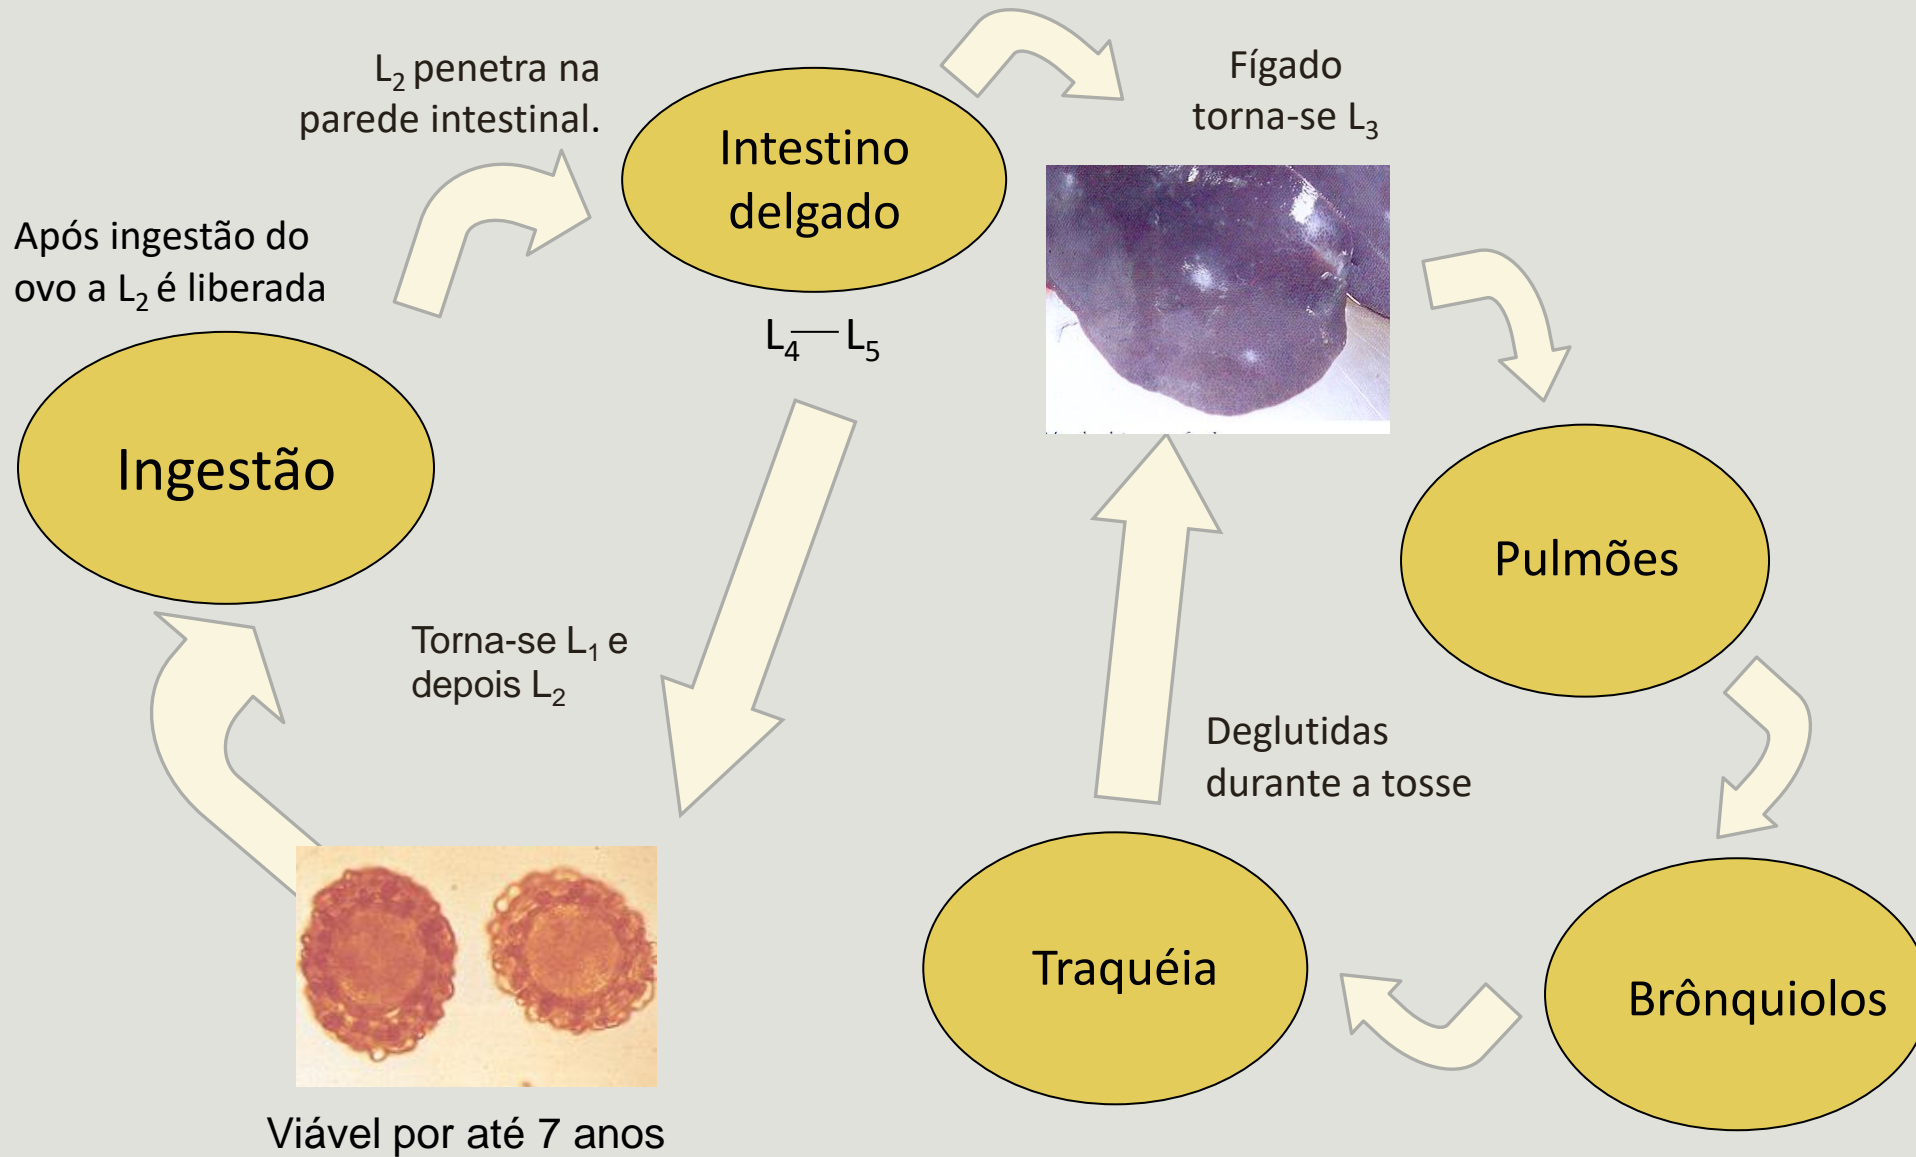 L₂ penetra na
parede intestinal.
Intestino
delgado
Fígado
torna-se L₃
Após ingestão do
ovo a L₂ é liberada
L₄ — L₅
Ingestão
Pulmões
Torna-se L₁ e
depois L₂
Deglutidas
durante a tosse
Traquéia
Brônquiolos
Viável por até 7 anos